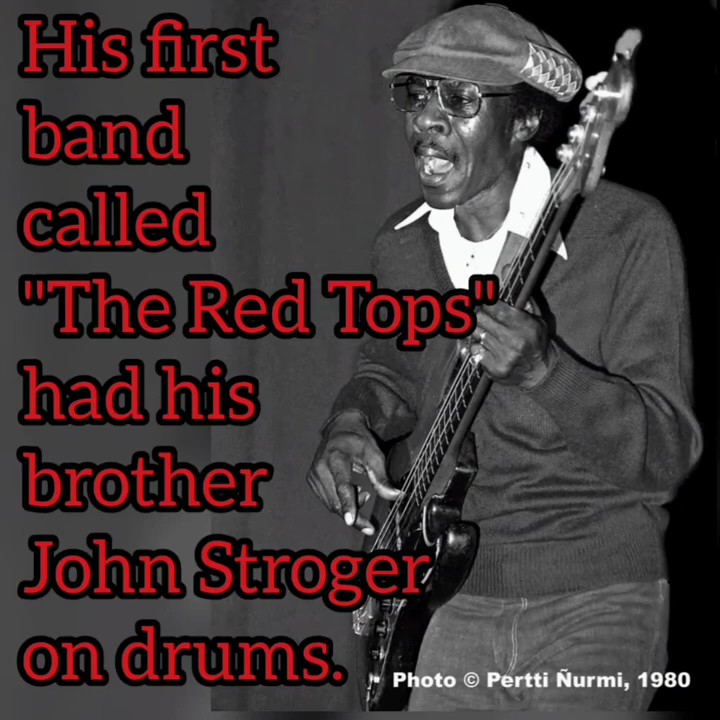 His first
band
called
"The Red Tops"
had his
brother
John Stroger
on drums.
Photo © Pertti Ñurmi, 1980